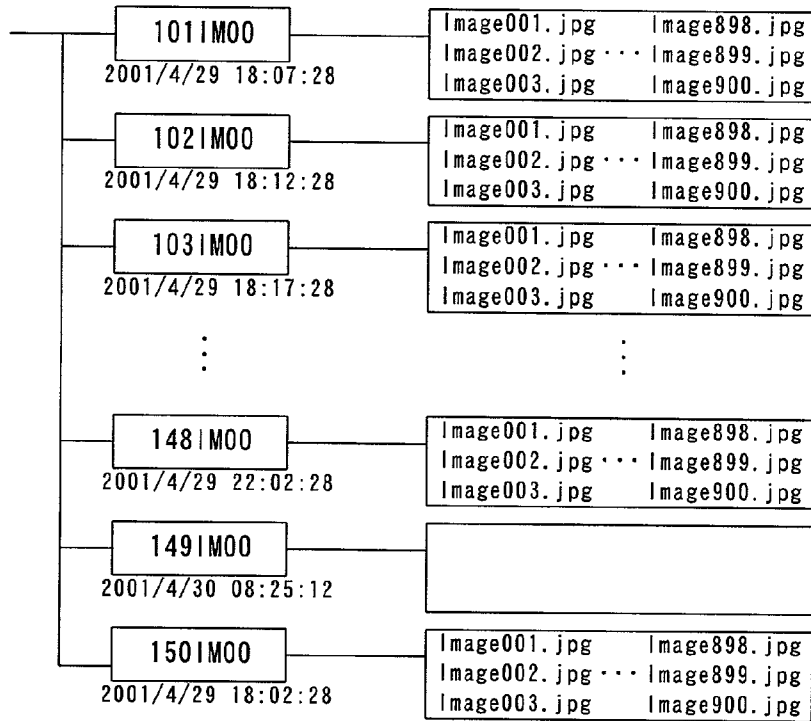 101IM00
2001/4/29 18:07:28
Image001.jpg Image898.jpg
Image002.jpg ··· Image899.jpg
Image003.jpg Image900.jpg
102IM00
2001/4/29 18:12:28
Image001.jpg Image898.jpg
Image002.jpg ··· Image899.jpg
Image003.jpg Image900.jpg
103IM00
2001/4/29 18:17:28
Image001.jpg Image898.jpg
Image002.jpg ··· Image899.jpg
Image003.jpg Image900.jpg
148IM00
2001/4/29 22:02:28
Image001.jpg Image898.jpg
Image002.jpg ··· Image899.jpg
Image003.jpg Image900.jpg
149IM00
2001/4/30 08:25:12
150IM00
2001/4/29 18:02:28
Image001.jpg Image898.jpg
Image002.jpg ··· Image899.jpg
Image003.jpg Image900.jpg